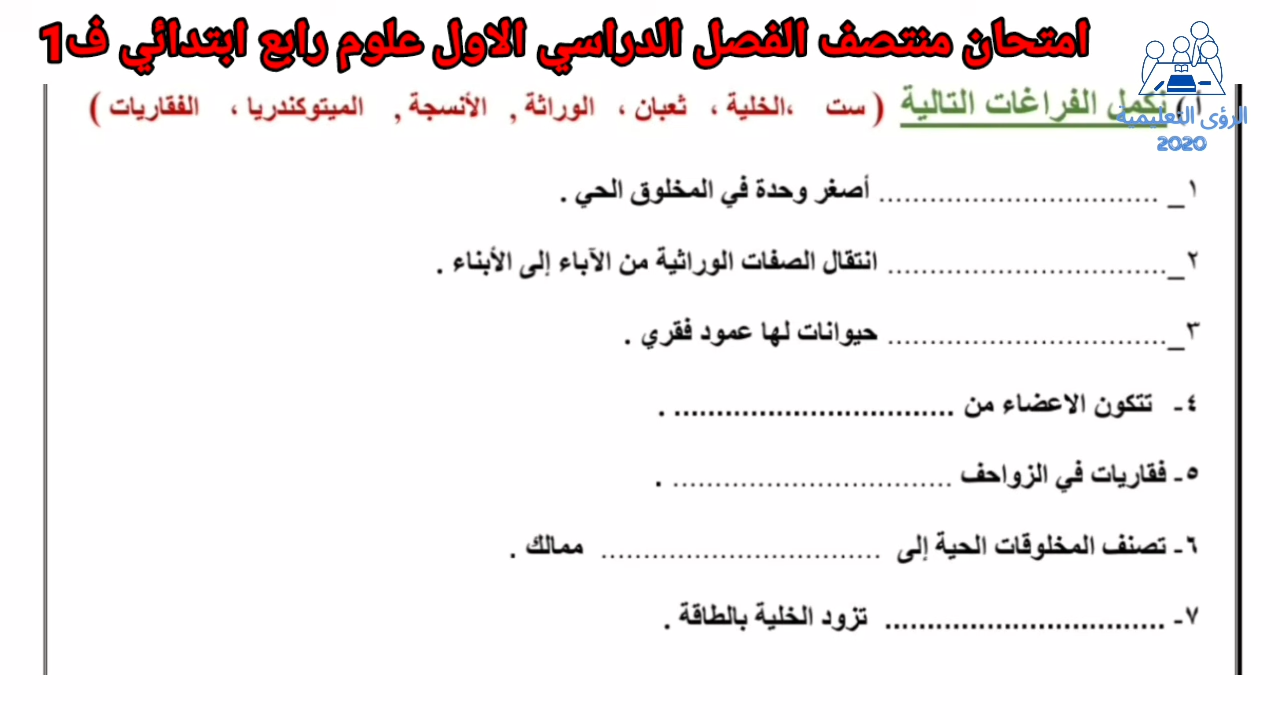 امتحان منتصف الفصل الدراسي الاول علوم رابع ابتدائي ف1
أ ) نكمل الفراغات التالية ( ست ،الخلية ، ثعبان ، الوراثة , الأنسجة , الميتوكندريا ، الفقاريات )
الرؤى التعليمية
2020
١_ ................................. أصغر وحدة في المخلوق الحي .
٢_................................. انتقال الصفات الوراثية من الآباء إلى الأبناء .
٣_................................. حيوانات لها عمود فقري .
٤- تتكون الاعضاء من ................................. .
٥- فقاريات في الزواحف ................................. .
٦- تصنف المخلوقات الحية إلى ................................. ممالك .
٧- ................................. تزود الخلية بالطاقة .